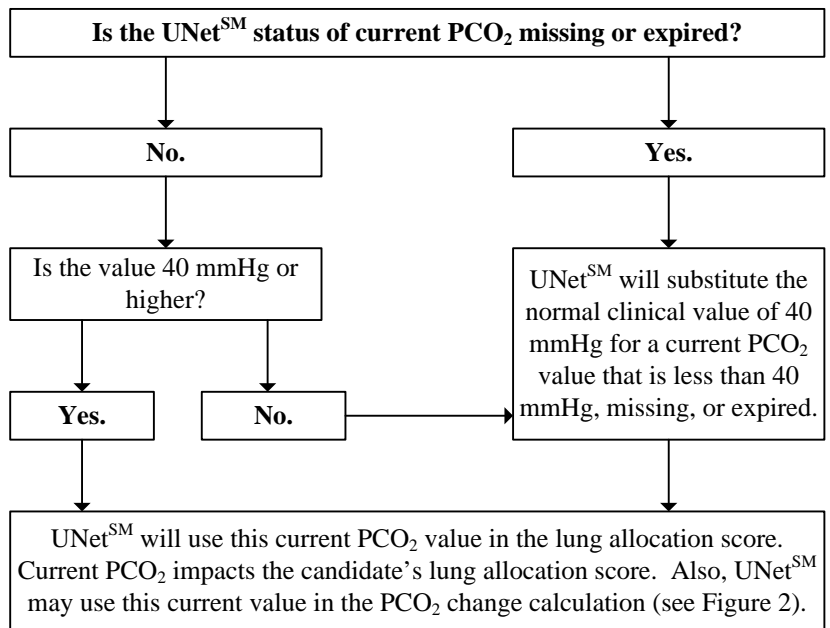 Is the UNetSM status of current PCO2 missing or expired?
No.
Yes.
Is the value 40 mmHg or
higher?
UNetSM will substitute the
normal clinical value of 40
mmHg for a current PCO2
value that is less than 40
mmHg, missing, or expired.
Yes.
No.
UNetSM will use this current PCO2 value in the lung allocation score.
Current PCO2 impacts the candidate's lung allocation score. Also, UNetSM
may use this current value in the PCO2 change calculation (see Figure 2).